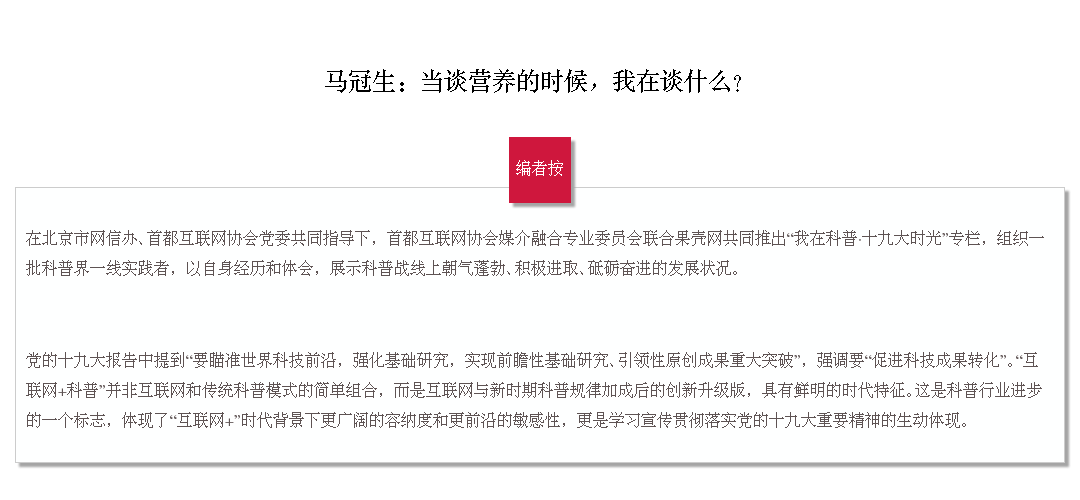 马冠生：当谈营养的时候，我在谈什么？
编者按
在北京市网信办、首都互联网协会党委共同指导下，首都互联网协会媒介融合专业委员会联合果壳网共同推出“我在科普·十九大时光”专栏，组织一
批科普界一线实践者，以自身经历和体会，展示科普战线上朝气蓬勃、积极进取、砥砺奋进的发展状况。
党的十九大报告中提到“要瞄准世界科技前沿，强化基础研究，实现前瞻性基础研究、引领性原创成果重大突破”，强调要“促进科技成果转化”。“互
联网+科普”并非互联网和传统科普模式的简单组合，而是互联网与新时期科普规律加成后的创新升级版，具有鲜明的时代特征。这是科普行业进步
的一个标志，体现了“互联网+”时代背景下更广阔的容纳度和更前沿的敏感性，更是学习宣传贯彻落实党的十九大重要精神的生动体现。